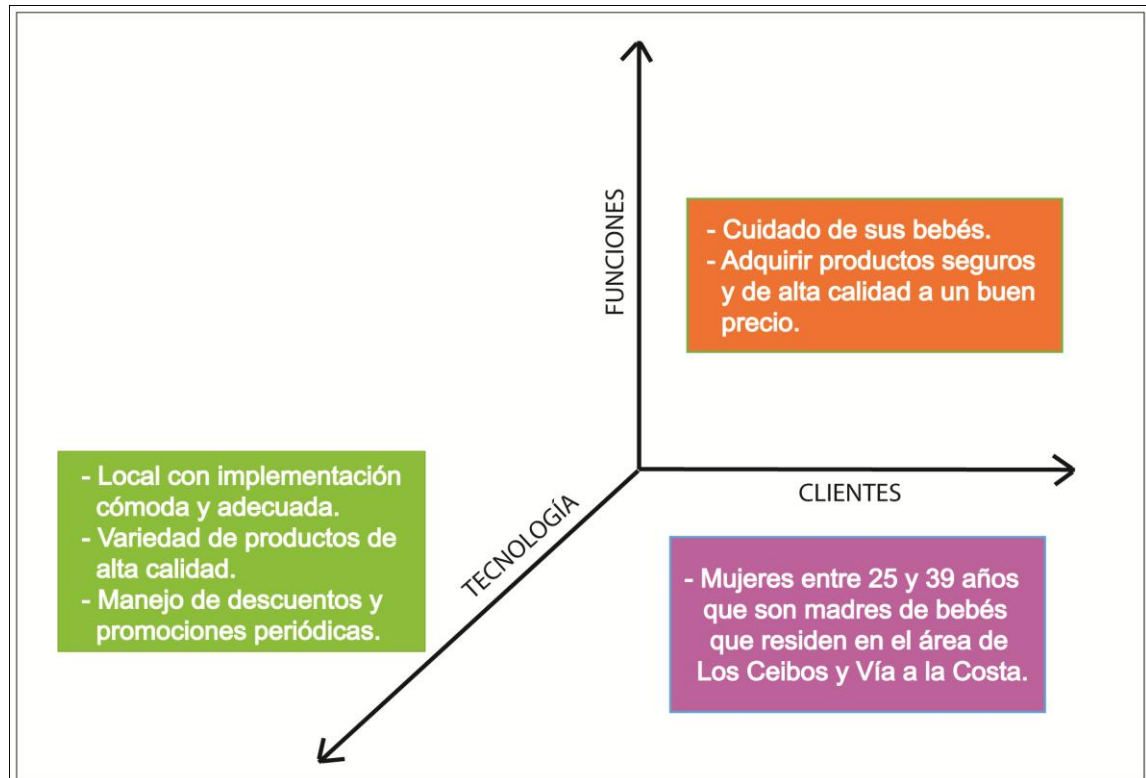 FUNCIONES
- Cuidado de sus bebés.
- Adquirir productos seguros
y de alta calidad a un buen
precio.
- Local con implementación
cómoda y adecuada.
- Variedad de productos de
alta calidad.
- Manejo de descuentos y
promociones periódicas.
TECNOLOGÍA
CLIENTES
- Mujeres entre 25 y 39 años
que son madres de bebés
que residen en el área de
Los Ceibos y Vía a la Costa.